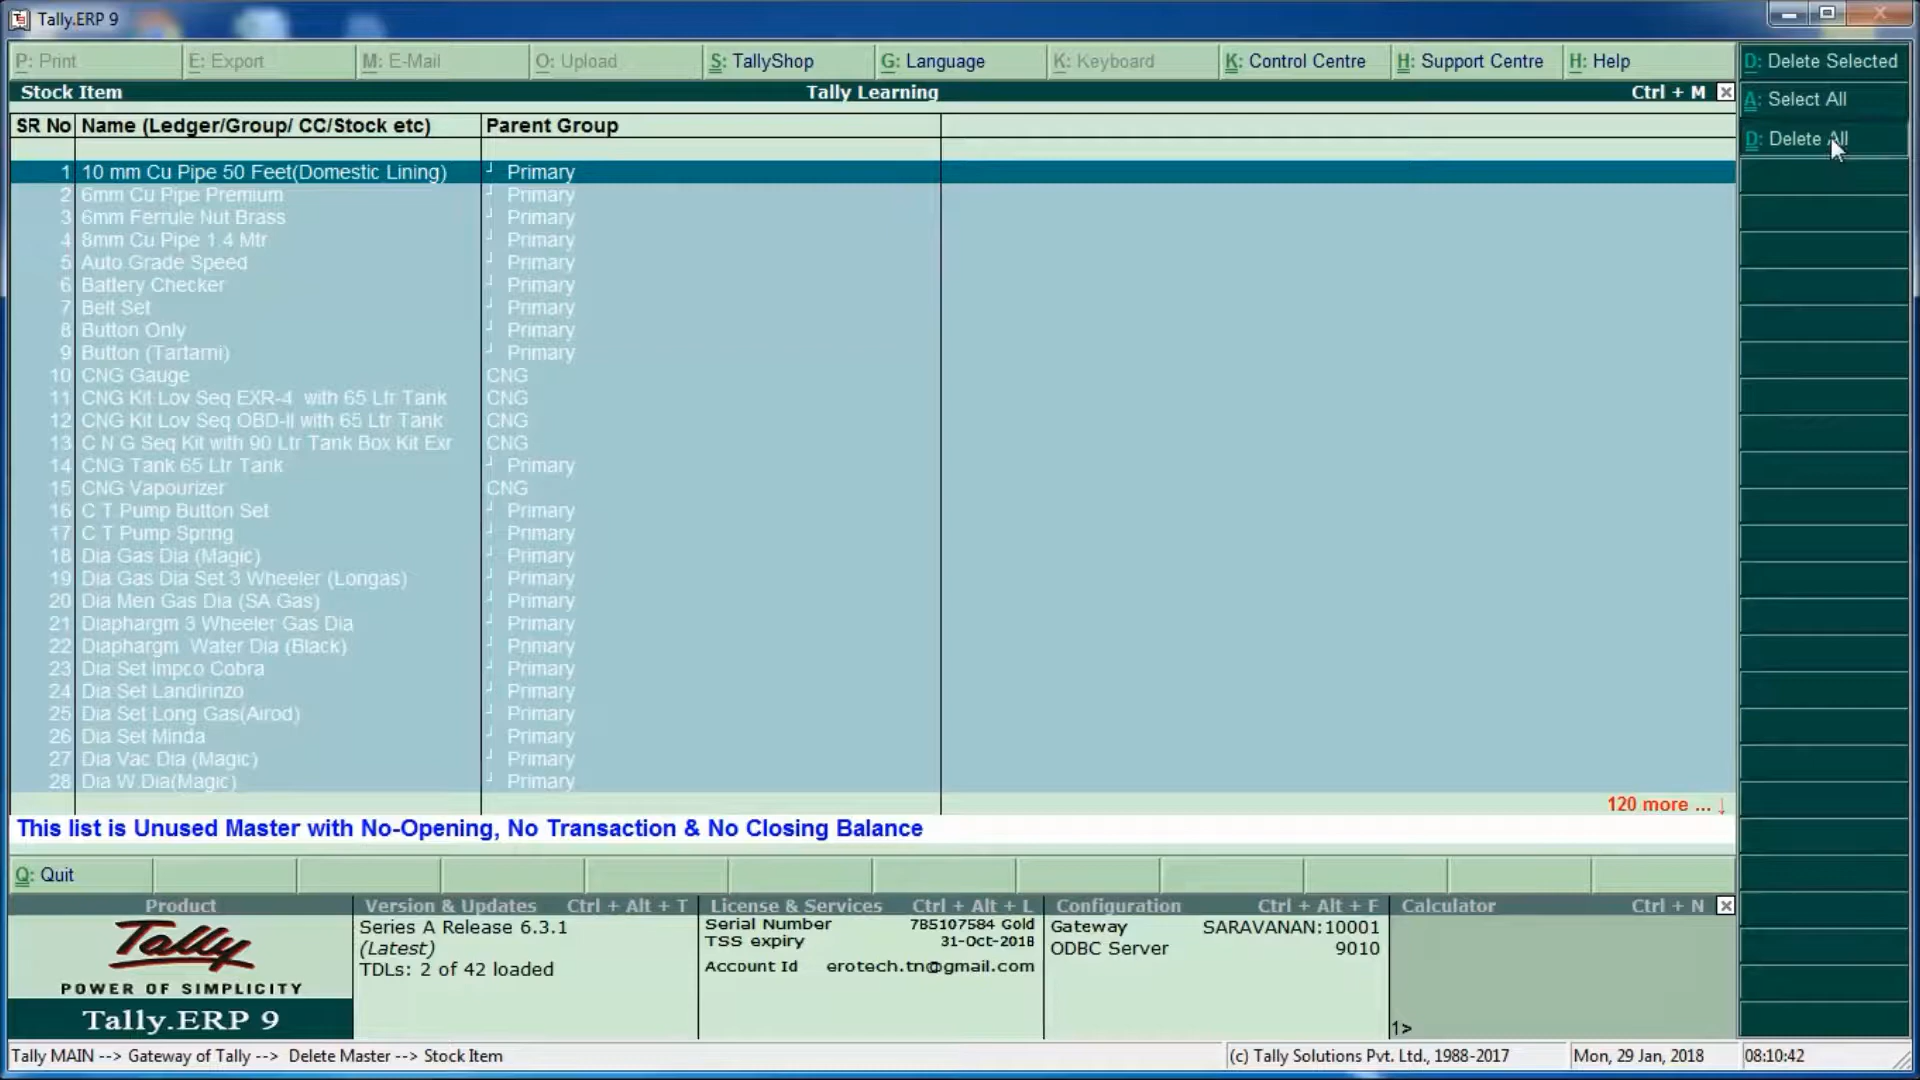 Tally.ERP 9
P: Print E: Export M: E-Mail O: Upload S: TallyShop G: Language K: Keyboard K: Control Centre H: Support Centre H: Help
D: Delete Selected
A: Select All
D: Delete All
Stock Item Tally Learning Ctrl + M
SR No Name (Ledger/Group/ CC/Stock etc) Parent Group
1 10 mm Cu Pipe 50 Feet(Domestic Lining) Primary
2 6mm Cu Pipe Premium Primary
3 6mm Ferrule Nut Brass Primary
4 8mm Cu Pipe 1.4 Mtr Primary
5 Auto Grade Speed Primary
6 Battery Checker Primary
7 Belt Set Primary
8 Button Only Primary
9 Button (Tartarni) Primary
10 CNG Gauge CNG
11 CNG Kit Lov Seq EXR-4 with 65 Ltr Tank CNG
12 CNG Kit Lov Seq OBD-II with 65 Ltr Tank CNG
13 C N G Seq Kit with 90 Ltr Tank Box Kit Exr CNG
14 CNG Tank 65 Ltr Tank Primary
15 CNG Vapourizer CNG
16 C T Pump Button Set Primary
17 C T Pump Spring Primary
18 Dia Gas Dia (Magic) Primary
19 Dia Gas Dia Set 3 Wheeler (Longas) Primary
20 Dia Men Gas Dia (SA Gas) Primary
21 Diaphargm 3 Wheeler Gas Dia Primary
22 Diaphargm Water Dia (Black) Primary
23 Dia Set Impco Cobra Primary
24 Dia Set Landirinzo Primary
25 Dia Set Long Gas(Airod) Primary
26 Dia Set Minda Primary
27 Dia Vac Dia (Magic) Primary
28 Dia W.Dia(Magic) Primary
120 more ... ↓
This list is Unused Master with No-Opening, No Transaction & No Closing Balance
Q: Quit
Product
Tally
POWER OF SIMPLICITY
Tally.ERP 9
Version & Updates Ctrl + Alt + T
Series A Release 6.3.1
(Latest)
TDLs: 2 of 42 loaded
License & Services Ctrl + Alt + L
Serial Number 785107584 Gold
TSS expiry 31-Oct-2018
Account Id erotech.tn@gmail.com
Configuration Ctrl + Alt + F
Gateway SARAVANAN:10001
ODBC Server 9010
Calculator Ctrl + N
1>
Tally MAIN --> Gateway of Tally --> Delete Master --> Stock Item (c) Tally Solutions Pvt. Ltd., 1988-2017 Mon, 29 Jan, 2018 08:10:42